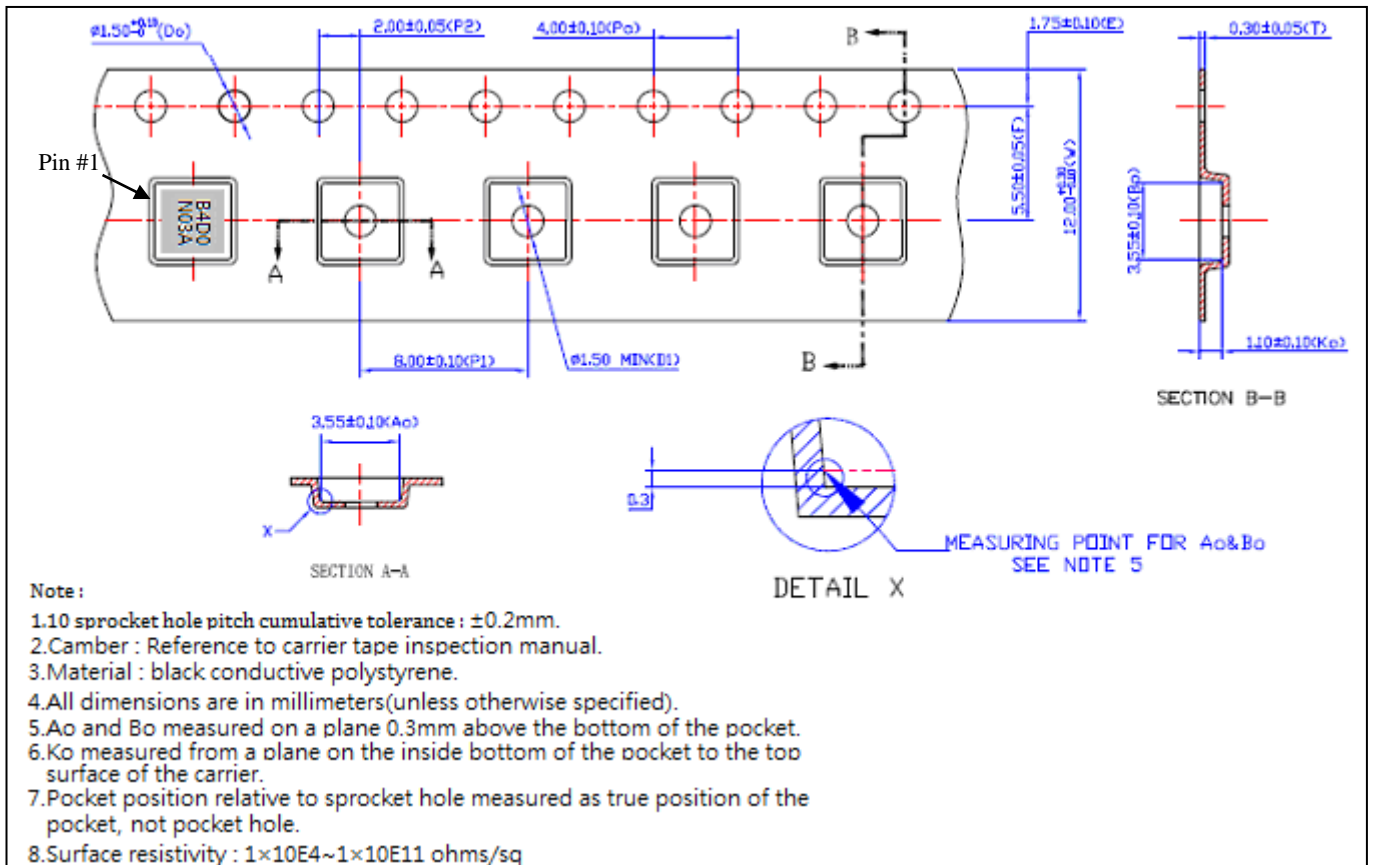 ø1.50+0.10 -0(Do)
2.00±0.05(P2)
4.00±0.10(Po)
B
1.75±0.10(E)
0.30±0.05(T)
Pin #1
B4D0
N03A
A A
5.50±0.05(F)
3.55±0.10(Bo)
8.00±0.10(P1)
ø1.50 MIN(D1)
B
1.10±0.10(Ko)
SECTION B-B
3.55±0.10(Ao)
X
SECTION A-A
0.3
MEASURING POINT FOR Ao&Bo
SEE NOTE 5
DETAIL X
Note :
1.10 sprocket hole pitch cumulative tolerance : ±0.2mm.
2.Camber : Reference to carrier tape inspection manual.
3.Material : black conductive polystyrene.
4.All dimensions are in millimeters(unless otherwise specified).
5.Ao and Bo measured on a plane 0.3mm above the bottom of the pocket.
6.Ko measured from a plane on the inside bottom of the pocket to the top
surface of the carrier.
7.Pocket position relative to sprocket hole measured as true position of the
pocket, not pocket hole.
8.Surface resistivity : 1×10E4~1×10E11 ohms/sq